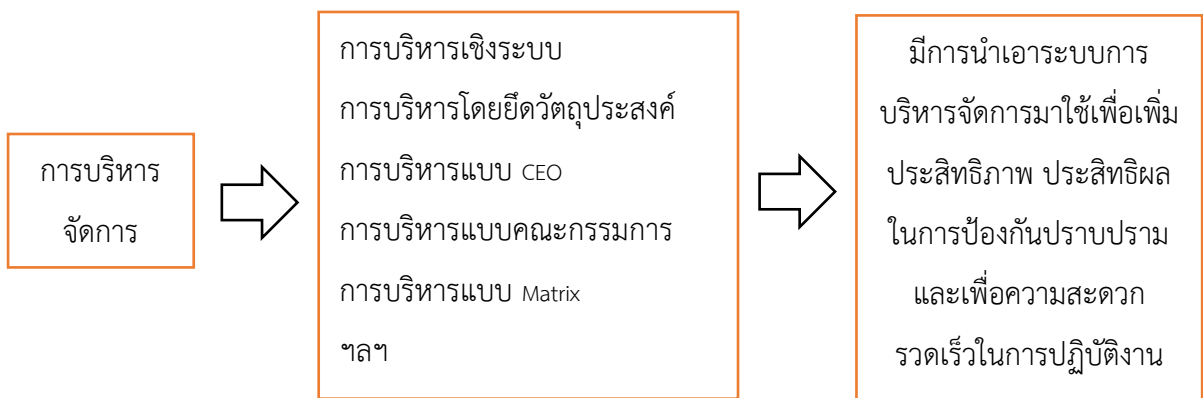 การบริหาร
จัดการ
การบริหารเชิงระบบ
การบริหารโดยยึดวัตถุประสงค์
การบริหารแบบ CEO
การบริหารแบบคณะกรรมการ
การบริหารแบบ Matrix
ฯลฯ
มีการนำเอาระบบการ
บริหารจัดการมาใช้เพื่อเพิ่ม
ประสิทธิภาพ ประสิทธิผล
ในการป้องกันปราบปราม
และเพื่อความสะดวก
รวดเร็วในการปฏิบัติงาน